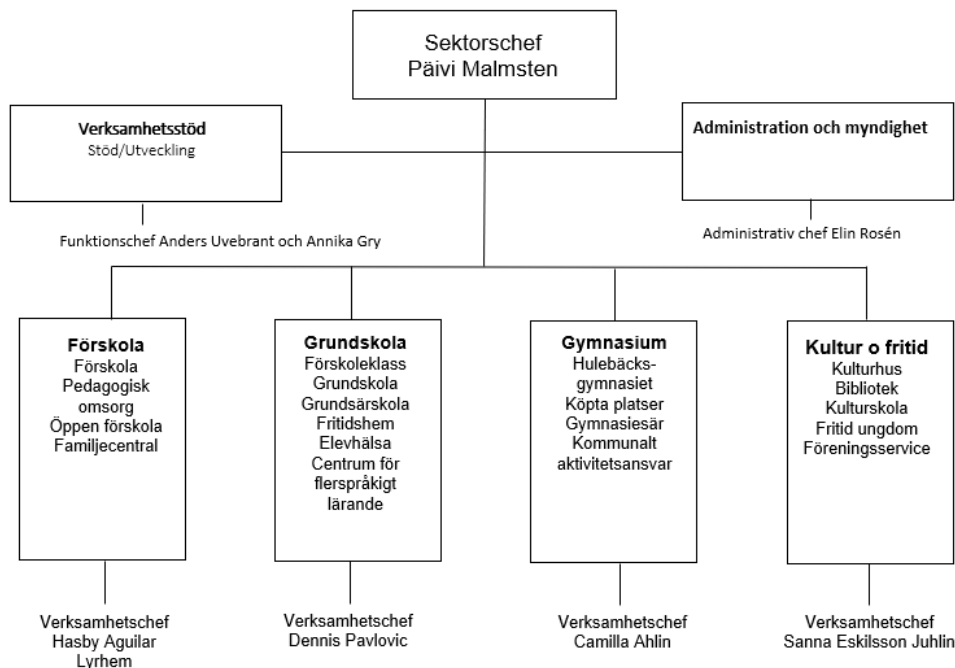 Sektorschef
Päivi Malmsten
Verksamhetsstöd
Stöd/Utveckling
Administration och myndighet
Funktionschef Anders Uvebrant och Annika Gry
Administrativ chef Elin Rosén
Förskola
Förskola
Pedagogisk
omsorg
Öppen förskola
Familjecentral
Grundskola
Förskoleklass
Grundskola
Grundsärskola
Fritidshem
Elevhälsa
Centrum för
flerspråkigt
lärande
Gymnasium
Hulebäcks-
gymnasiet
Köpta platser
Gymnasiesär
Kommunalt
aktivitetsansvar
Kultur o fritid
Kulturhus
Bibliotek
Kulturskola
Fritid ungdom
Föreningsservice
Verksamhetschef
Hasby Aguilar
Lyrhem
Verksamhetschef
Dennis Pavlovic
Verksamhetschef
Camilla Ahlin
Verksamhetschef
Sanna Eskilsson Juhlin